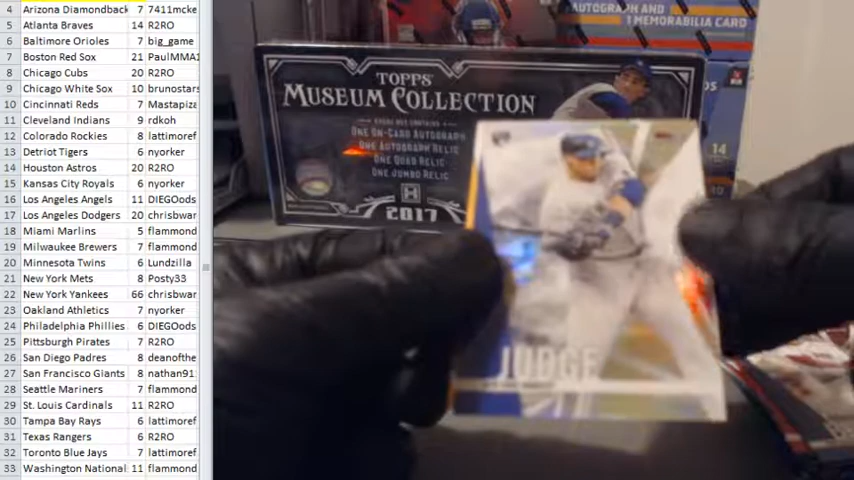 4 Arizona Diamondback 7 7411mcke
5 Atlanta Braves 14 R2RO
6 Baltimore Orioles 7 big_game
7 Boston Red Sox 21 PaulMMA1
8 Chicago Cubs 20 R2RO
9 Chicago White Sox 10 brunostars
10 Cincinnati Reds 7 Mastapiza
11 Cleveland Indians 9 rdkoh
12 Colorado Rockies 8 lattimoref
13 Detriot Tigers 6 nyorker
14 Houston Astros 20 R2RO
15 Kansas City Royals 6 nyorker
16 Los Angeles Angels 11 DIEGOods
17 Los Angeles Dodgers 20 chrisbwar
18 Miami Marlins 5 flammond
19 Milwaukee Brewers 7 flammond
20 Minnesota Twins 6 Lundzilla
21 New York Mets 8 Posty33
22 New York Yankees 66 chrisbwar
23 Oakland Athletics 7 nyorker
24 Philadelphia Phillies 6 DIEGOods
25 Pittsburgh Pirates 7 R2RO
26 San Diego Padres 8 deanofthe
27 San Francisco Giants 8 nathan91
28 Seattle Mariners 7 flammond
29 St. Louis Cardinals 11 R2RO
30 Tampa Bay Rays 6 lattimoref
31 Texas Rangers 6 R2RO
32 Toronto Blue Jays 7 lattimoref
33 Washington National 11 flammond
AUTOGRAPH AND
1 MEMORABILIA CARD
TOPPS
MUSEUM COLLECTION
ONE ON-CARD AUTOGRAPH
ONE AUTOGRAPH RELIC
ONE QUAD RELIC
ONE JUMBO RELIC
H
2017
14
JUDGE